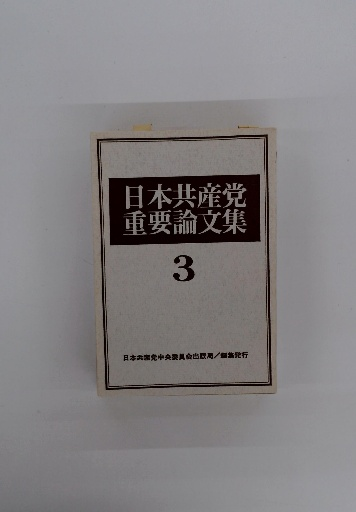 日本共産党
重要論文集
3
日本共産党中央委員会出版局／編集発行